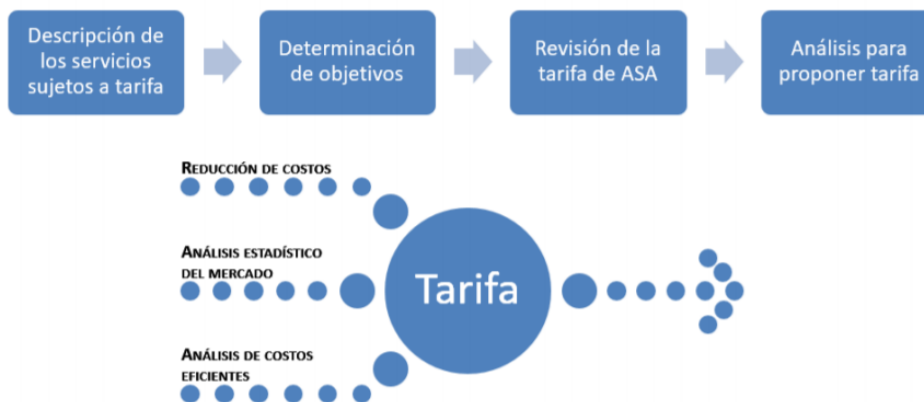 Descripción de
los servicios
sujetos a tarifa
Determinación
de objetivos
Revisión de la
tarifa de ASA
Análisis para
proponer tarifa
REDUCCIÓN DE COSTOS
ANÁLISIS ESTADÍSTICO
DEL MERCADO
Tarifa
ANÁLISIS DE COSTOS
EFICIENTES